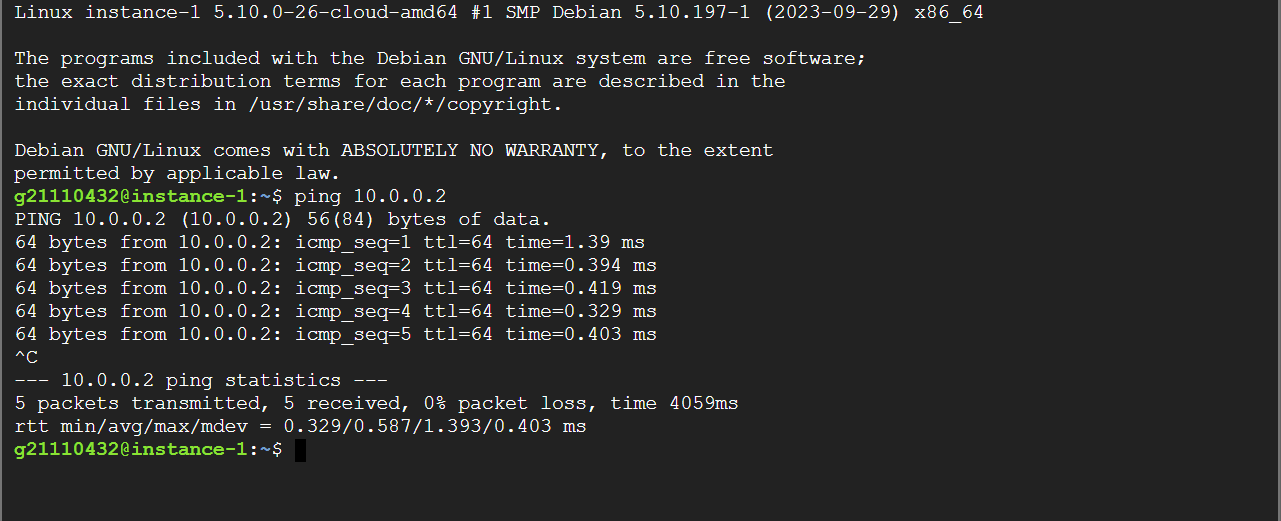 Linux instance-1 5.10.0-26-cloud-amd64 #1 SMP Debian 5.10.197-1 (2023-09-29) x86_64
The programs included with the Debian GNU/Linux system are free software;
the exact distribution terms for each program are described in the
individual files in /usr/share/doc/*/copyright.
Debian GNU/Linux comes with ABSOLUTELY NO WARRANTY, to the extent
permitted by applicable law.
g21110432@instance-1:~$ ping 10.0.0.2
PING 10.0.0.2 (10.0.0.2) 56(84) bytes of data.
64 bytes from 10.0.0.2: icmp_seq=1 ttl=64 time=1.39 ms
64 bytes from 10.0.0.2: icmp_seq=2 ttl=64 time=0.394 ms
64 bytes from 10.0.0.2: icmp_seq=3 ttl=64 time=0.419 ms
64 bytes from 10.0.0.2: icmp_seq=4 ttl=64 time=0.329 ms
64 bytes from 10.0.0.2: icmp_seq=5 ttl=64 time=0.403 ms
^C
--- 10.0.0.2 ping statistics ---
5 packets transmitted, 5 received, 0% packet loss, time 4059ms
rtt min/avg/max/mdev = 0.329/0.587/1.393/0.403 ms
g21110432@instance-1:~$